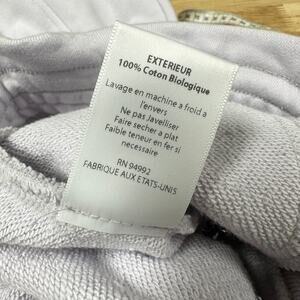 EXTERIEUR
100% Coton Biologique
Lavage en machine a froid a
l'envers
Ne pas Javelliser
Faire secher a plat
Faible teneur en fer si
necessaire
RN 94992
FABRIQUE AUX ETATS-UNIS